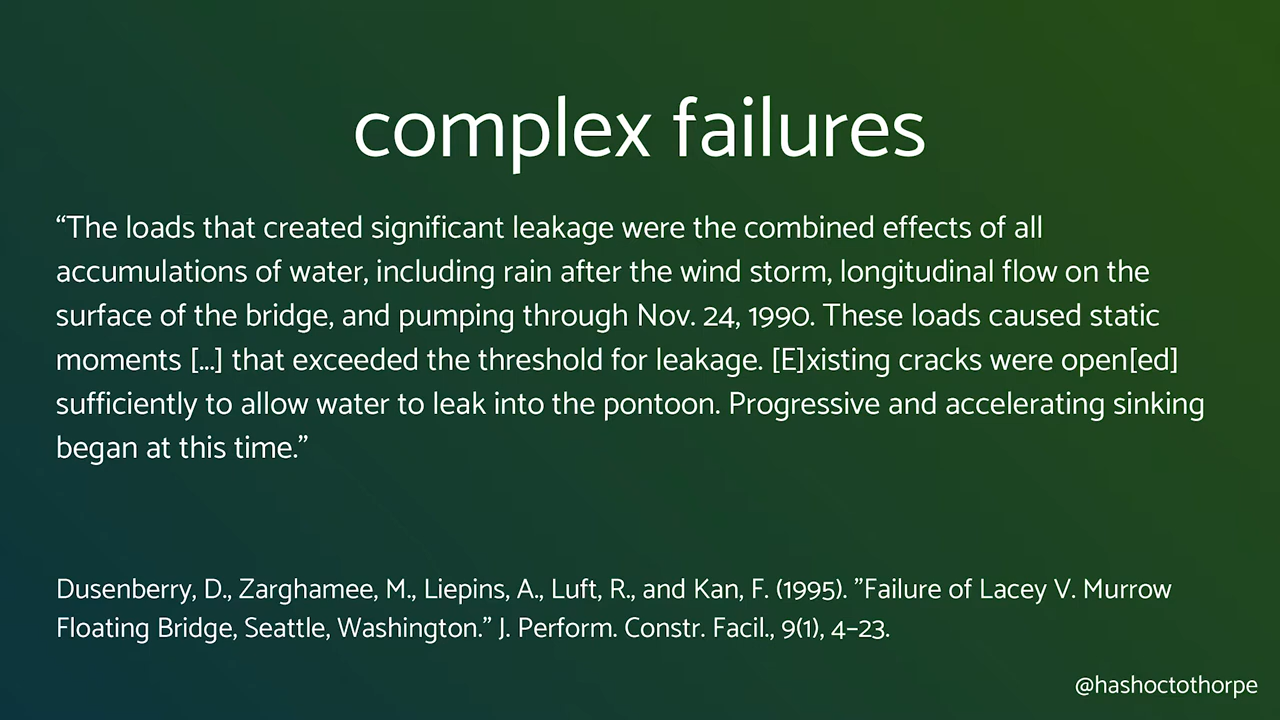 complex failures
“The loads that created significant leakage were the combined effects of all
accumulations of water, including rain after the wind storm, longitudinal flow on the
surface of the bridge, and pumping through Nov. 24, 1990. These loads caused static
moments [...] that exceeded the threshold for leakage. [E]xisting cracks were open[ed]
sufficiently to allow water to leak into the pontoon. Progressive and accelerating sinking
began at this time.”
Dusenberry, D., Zarghamee, M., Liepins, A., Luft, R., and Kan, F. (1995). ”Failure of Lacey V. Murrow
Floating Bridge, Seattle, Washington.” J. Perform. Constr. Facil., 9(1), 4–23.
@hashoctothorpe